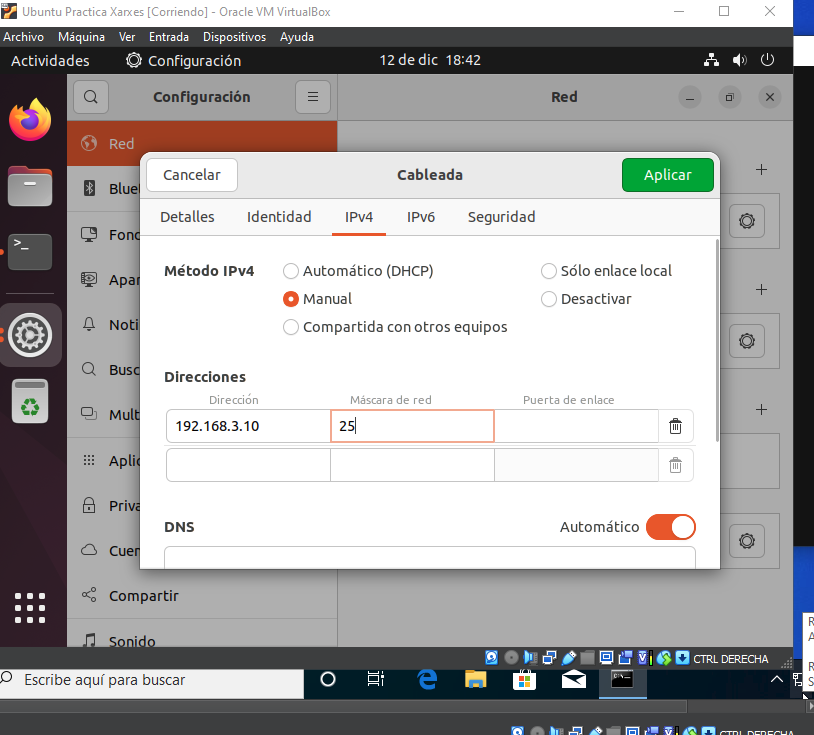 Ubuntu Practica Xarxes [Corriendo] - Oracle VM VirtualBox
Archivo Máquina Ver Entrada Dispositivos Ayuda
Actividades Configuración 12 de dic 18:42
Configuración Red
Red
Cancelar Cableada Aplicar
Blue
Detalles Identidad IPv4 IPv6 Seguridad
Fond
Método IPv4 Automático (DHCP) Sólo enlace local
Apar
Manual Desactivar
Noti
Compartida con otros equipos
Busc
Direcciones
Dirección Máscara de red Puerta de enlace
Mult
192.168.3.10 25
Aplic
Priva
DNS Automático
Cuen
Compartir
Sonido
CTRL DERECHA
Escribe aquí para buscar
CTRL DERECHA